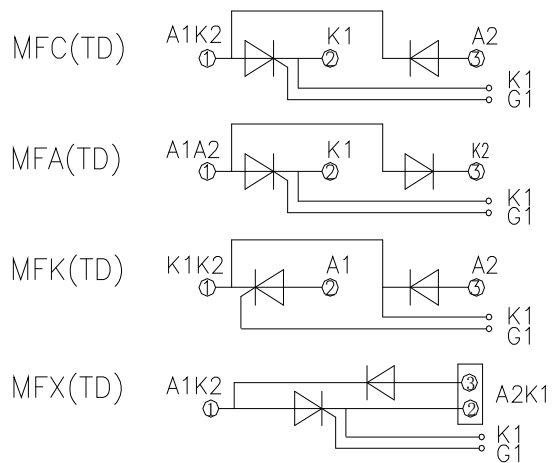 MFC(TD) A1K2 K1 A2
1 2 3
K1
G1
MFA(TD) A1A2 K1 K2
1 2 3
K1
G1
MFK(TD) K1K2 A1 A2
1 2 3
K1
G1
MFX(TD) A1K2 3 A2K1
1 2
K1
G1